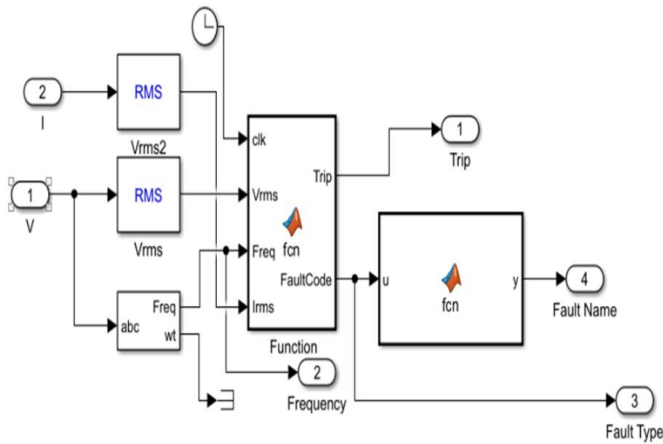 2
I
RMS
Vrms2
1
V
RMS
Vrms
abc
Freq
wt
clk
Vrms
Freq
Irms
fcn
Trip
FaultCode
Function
1
Trip
u
fcn
y
4
Fault Name
2
Frequency
3
Fault Type